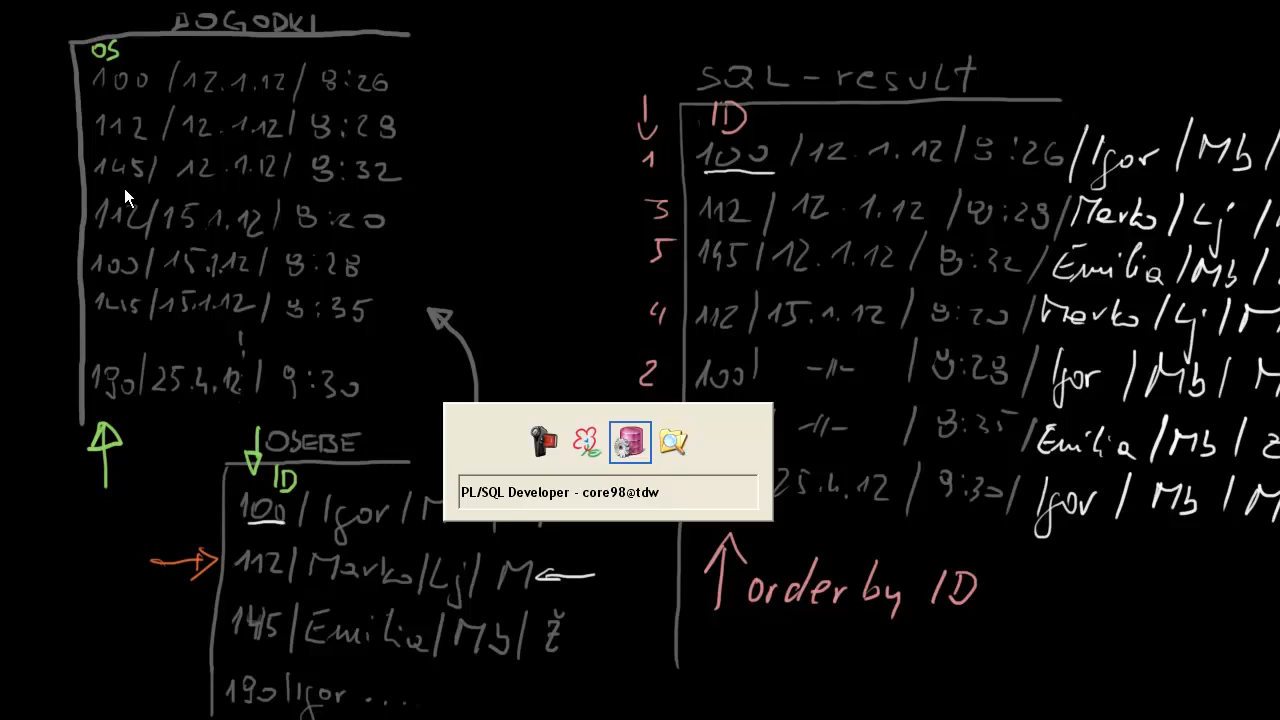 DOGODKI
OS
100 / 12.1.12 / 8:26
112 / 12.1.12 / 8:28
145 / 12.1.12 / 8:32
112 / 15.1.12 / 8:20
100 / 15.1.12 / 8:28
145 / 15.1.12 / 8:35
190 / 25.4.12 / 9:30
OSEBE
ID
100 / Igor / M
112 / Marko / Lj / M
145 / Emilia / Mb / Ž
190 / Igor ....
SQL-result
ID
1 100 / 12.1.12 / 8:26 / Igor / Mb /
3 112 / 12.1.12 / 8:28 / Marko / Lj /
5 145 / 12.1.12 / 8:32 / Emilia / Mb /
4 112 / 15.1.12 / 8:20 / Marko / Lj / M
2 100 / -11- / 8:28 / Igor / Mb / M
-11- / 8:35 / Emilia / Mb / Ž
25.4.12 / 9:30 / Igor / Mb / M
order by ID
PL/SQL Developer - core98@tdw